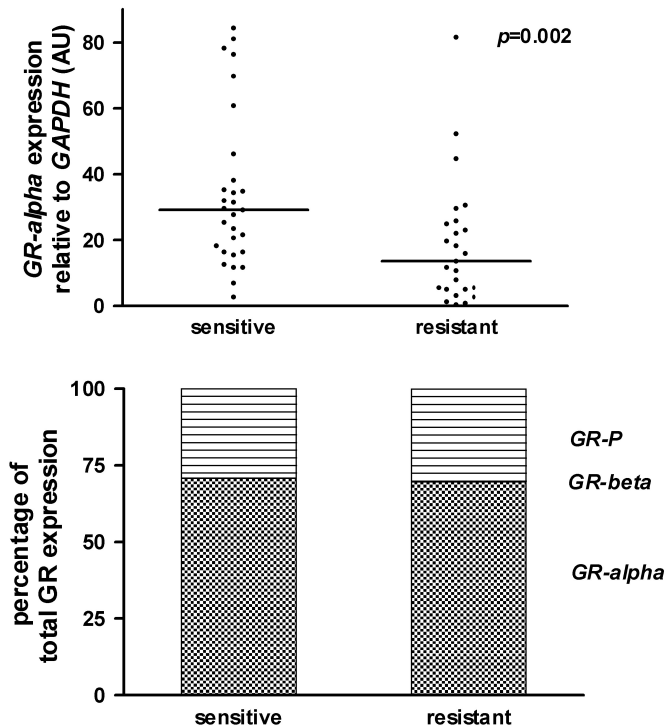 GR-alpha expression
relative to GAPDH (AU)
80
60
40
20
0
p=0.002
sensitive
resistant
percentage of
total GR expression
100
75
50
25
0
GR-P
GR-beta
GR-alpha
sensitive
resistant